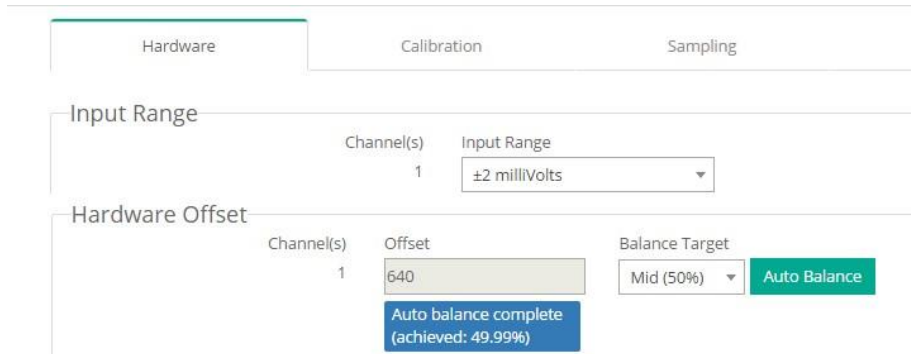 Hardware Calibration Sampling
Input Range
Channel(s) Input Range
1 ±2 milliVolts
Hardware Offset
Channel(s) Offset Balance Target
1 640 Mid (50%) Auto Balance
Auto balance complete
(achieved: 49.99%)